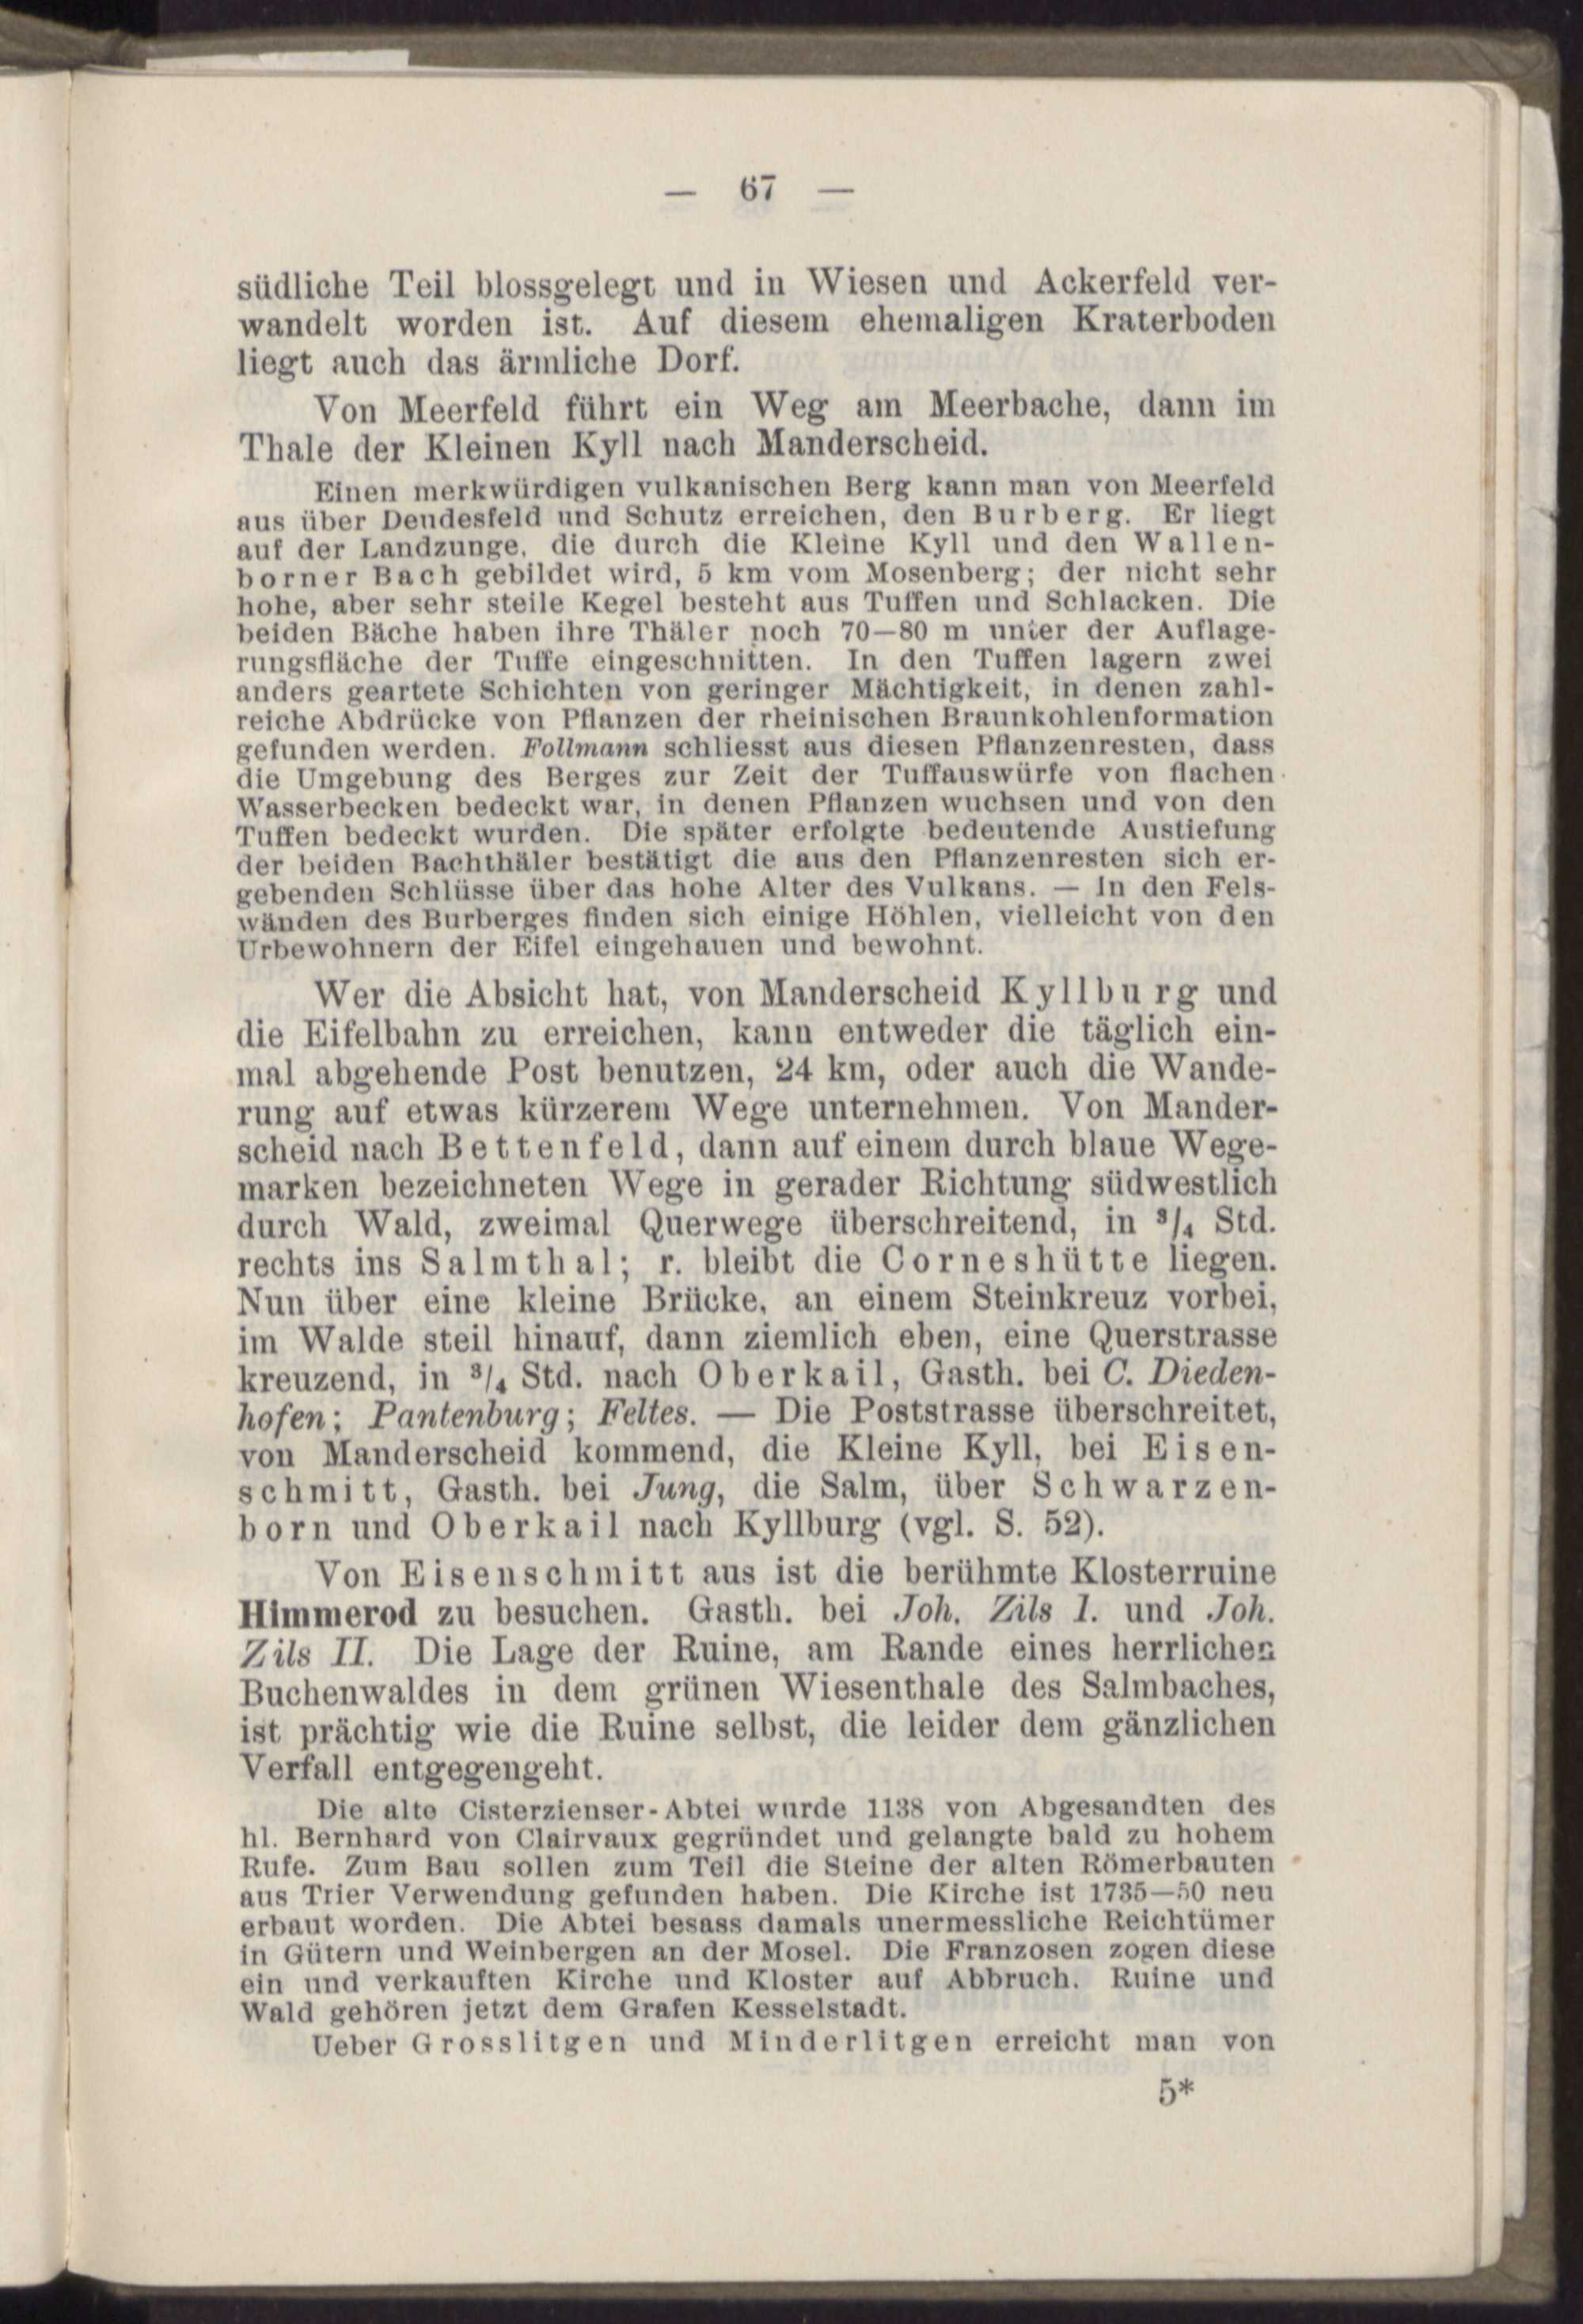 — 67 —
südliche Teil blossgelegt und in Wiesen und Ackerfeld ver-
wandelt worden ist. Auf diesem ehemaligen Kraterboden
liegt auch das ärmliche Dorf.
Von Meerfeld führt ein Weg am Meerbache, dann im
Thale der Kleinen Kyll nach Manderscheid.
Einen merkwürdigen vulkanischen Berg kann man von Meerfeld
aus über Deudesfeld und Schutz erreichen, den Burberg. Er liegt
auf der Landzunge, die durch die Kleine Kyll und den Wallen-
borner Bach gebildet wird, 5 km vom Mosenberg; der nicht sehr
hohe, aber sehr steile Kegel besteht aus Tuffen und Schlacken. Die
beiden Bäche haben ihre Thäler noch 70—80 m unter der Auflage-
rungsfläche der Tuffe eingeschnitten. In den Tuffen lagern zwei
anders geartete Schichten von geringer Mächtigkeit, in denen zahl-
reiche Abdrücke von Pflanzen der rheinischen Braunkohlenformation
gefunden werden. Follmann schliesst aus diesen Pflanzenresten, dass
die Umgebung des Berges zur Zeit der Tuffauswürfe von flachen
Wasserbecken bedeckt war, in denen Pflanzen wuchsen und von den
Tuffen bedeckt wurden. Die später erfolgte bedeutende Austiefung
der beiden Bachthäler bestätigt die aus den Pflanzenresten sich er-
gebenden Schlüsse über das hohe Alter des Vulkans. — In den Fels-
wänden des Burberges finden sich einige Höhlen, vielleicht von den
Urbewohnern der Eifel eingehauen und bewohnt.
Wer die Absicht hat, von Manderscheid Kyllburg und
die Eifelbahn zu erreichen, kann entweder die täglich ein-
mal abgehende Post benutzen, 24 km, oder auch die Wande-
rung auf etwas kürzerem Wege unternehmen. Von Mander-
scheid nach Bettenfeld, dann auf einem durch blaue Wege-
marken bezeichneten Wege in gerader Richtung südwestlich
durch Wald, zweimal Querwege überschreitend, in 3/4 Std.
rechts ins Salmthal; r. bleibt die Corneshütte liegen.
Nun über eine kleine Brücke, an einem Steinkreuz vorbei,
im Walde steil hinauf, dann ziemlich eben, eine Querstrasse
kreuzend, in 3/4 Std. nach Oberkail, Gasth. bei C. Dieden-
hofen; Pantenburg; Feltes. — Die Poststrasse überschreitet,
von Manderscheid kommend, die Kleine Kyll, bei Eisen-
schmitt, Gasth. bei Jung, die Salm, über Schwarzen-
born und Oberkail nach Kyllburg (vgl. S. 52).
Von Eisenschmitt aus ist die berühmte Klosterruine
Himmerod zu besuchen. Gasth. bei Joh. Zils I. und Joh.
Zils II. Die Lage der Ruine, am Rande eines herrlichen
Buchenwaldes in dem grünen Wiesenthale des Salmbaches,
ist prächtig wie die Ruine selbst, die leider dem gänzlichen
Verfall entgegengeht.
Die alte Cisterzienser-Abtei wurde 1138 von Abgesandten des
hl. Bernhard von Clairvaux gegründet und gelangte bald zu hohem
Rufe. Zum Bau sollen zum Teil die Steine der alten Römerbauten
aus Trier Verwendung gefunden haben. Die Kirche ist 1735—50 neu
erbaut worden. Die Abtei besass damals unermessliche Reichtümer
in Gütern und Weinbergen an der Mosel. Die Franzosen zogen diese
ein und verkauften Kirche und Kloster auf Abbruch. Ruine und
Wald gehören jetzt dem Grafen Kesselstadt.
Ueber Grosslitgen und Minderlitgen erreicht man von
5*